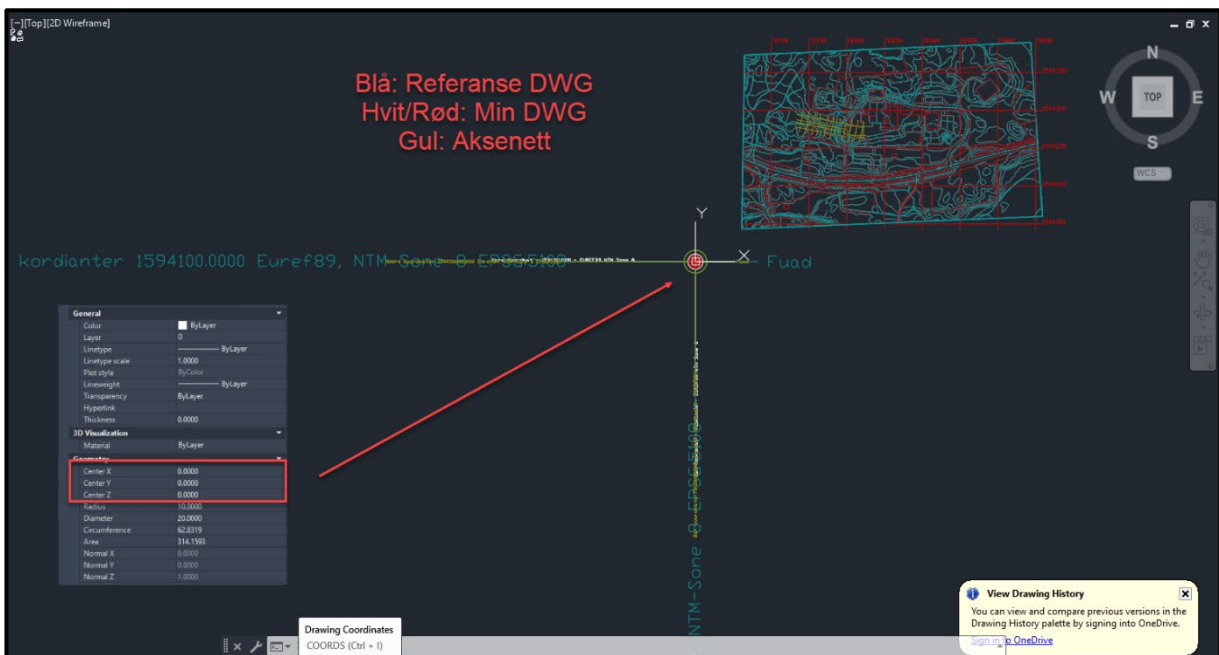 [−][Top][2D Wireframe]
Blå: Referanse DWG
Hvit/Rød: Min DWG
Gul: Aksenett
N
W
TOP
E
S
WCS
Y
X
kordianter 1594100.0000 Euref89, NTM-Sone 8 EPSG:5108
Fuad
NTM-Sone 8 EPSG:5108
General
Color ByLayer
Layer 0
Linetype ByLayer
Linetype scale 1.0000
Plot style ByColor
Lineweight ByLayer
Transparency ByLayer
Hyperlink
Thickness 0.0000
3D Visualization
Material ByLayer
Geometry
Center X 0.0000
Center Y 0.0000
Center Z 0.0000
Radius 10.0000
Diameter 20.0000
Circumference 62.8319
Area 314.1593
Normal X 0.0000
Normal Y 0.0000
Normal Z 1.0000
Drawing Coordinates
COORDS (Ctrl + I)
View Drawing History
You can view and compare previous versions in the
Drawing History palette by signing into OneDrive.
Sign in to OneDrive